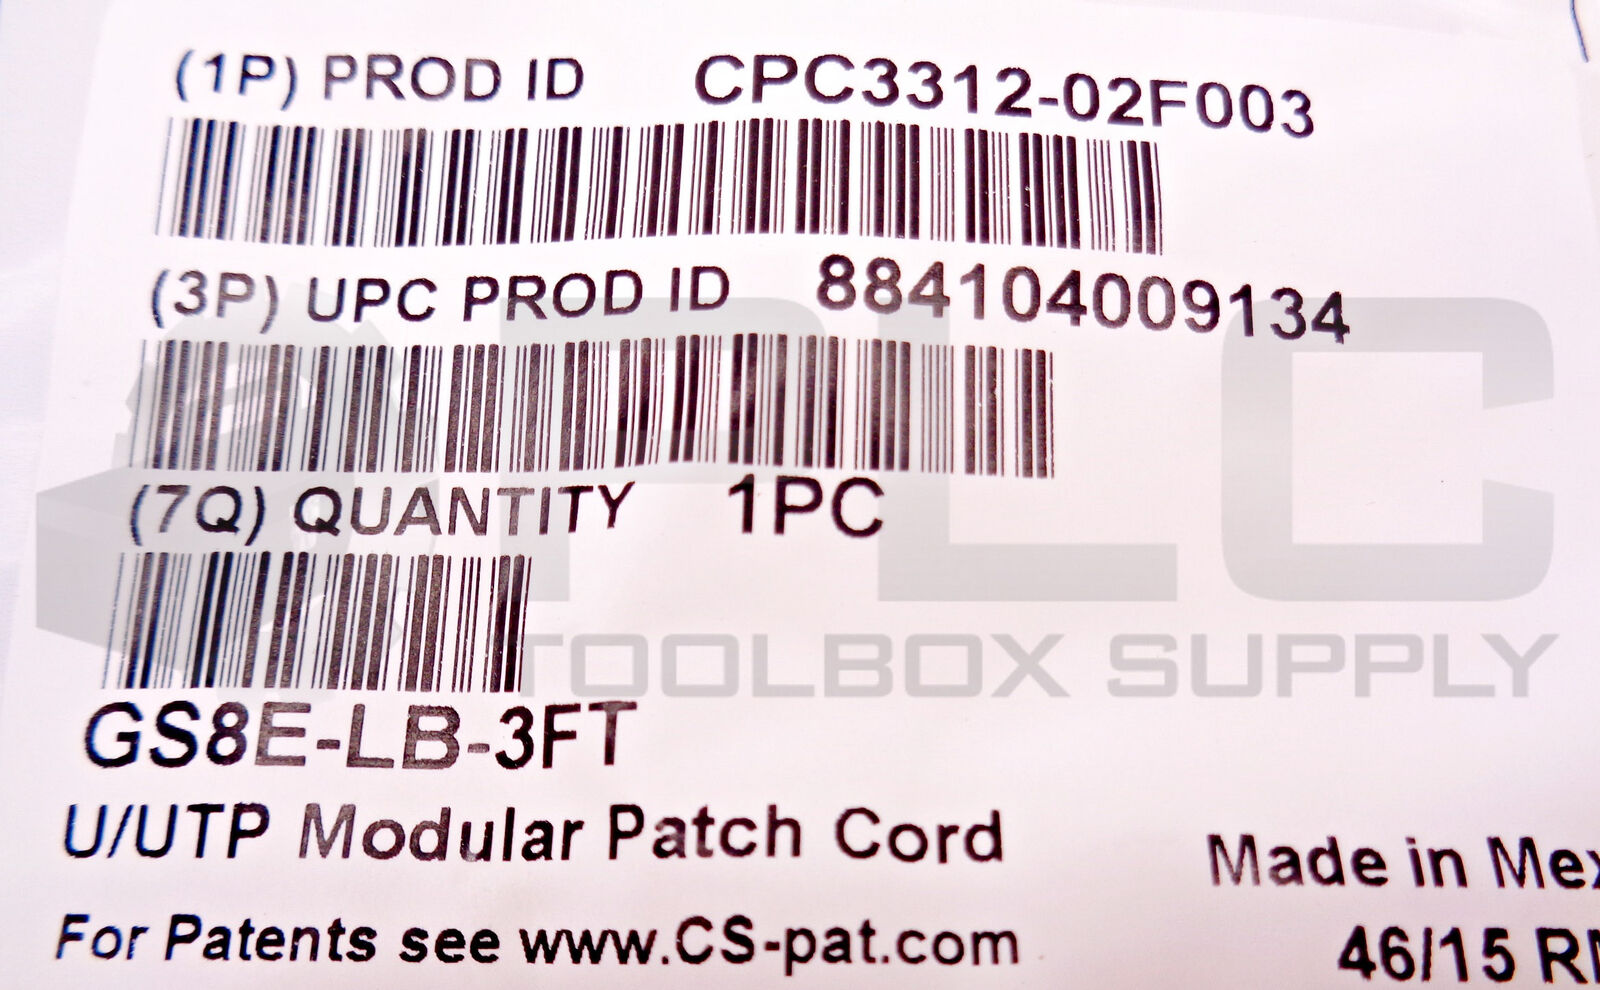 (1P) PROD ID CPC3312-02F003
(3P) UPC PROD ID 884104009134
(7Q) QUANTITY 1PC
PLC
TOOLBOX SUPPLY
GS8E-LB-3FT
U/UTP Modular Patch Cord
Made in
For Patents see www.CS-pat.com
46/15